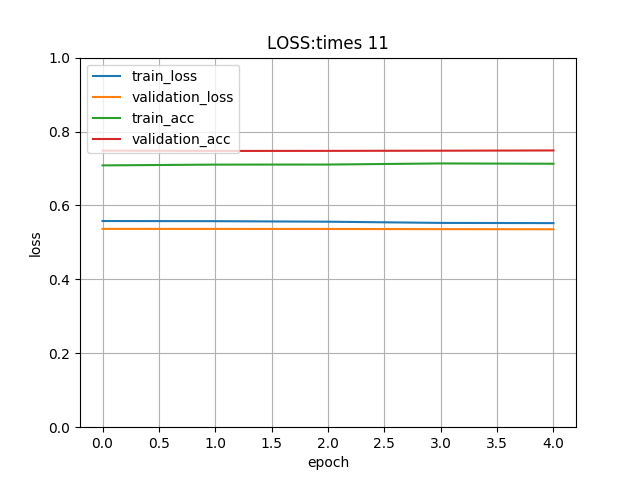 LOSS:times 11
1.0
train_loss
validation_loss
train_acc
validation_acc
0.8
0.6
0.4
0.2
0.0
loss
0.0 0.5 1.0 1.5 2.0 2.5 3.0 3.5 4.0
epoch